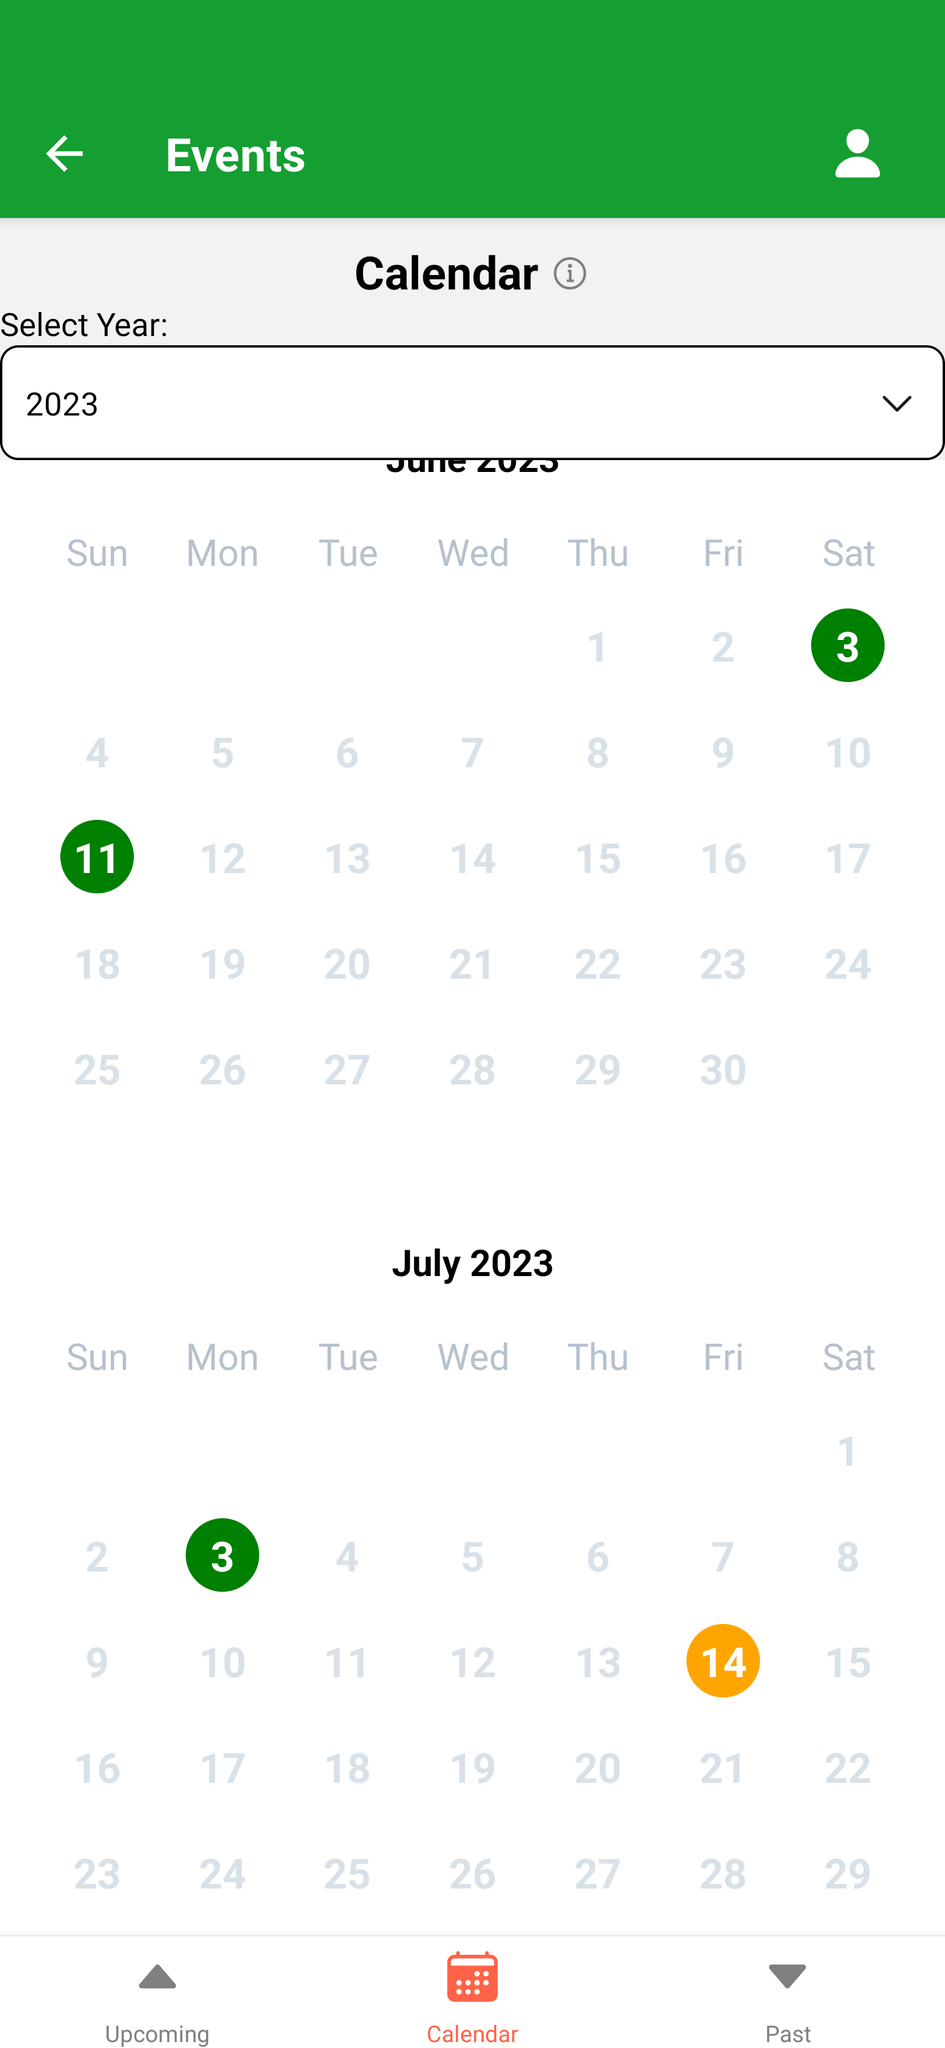 Events
Calendar
Select Year:
2023
June 2023
Sun Mon Tue Wed Thu Fri Sat
1 2 3
4 5 6 7 8 9 10
11 12 13 14 15 16 17
18 19 20 21 22 23 24
25 26 27 28 29 30
July 2023
Sun Mon Tue Wed Thu Fri Sat
1
2 3 4 5 6 7 8
9 10 11 12 13 14 15
16 17 18 19 20 21 22
23 24 25 26 27 28 29
Upcoming Calendar Past